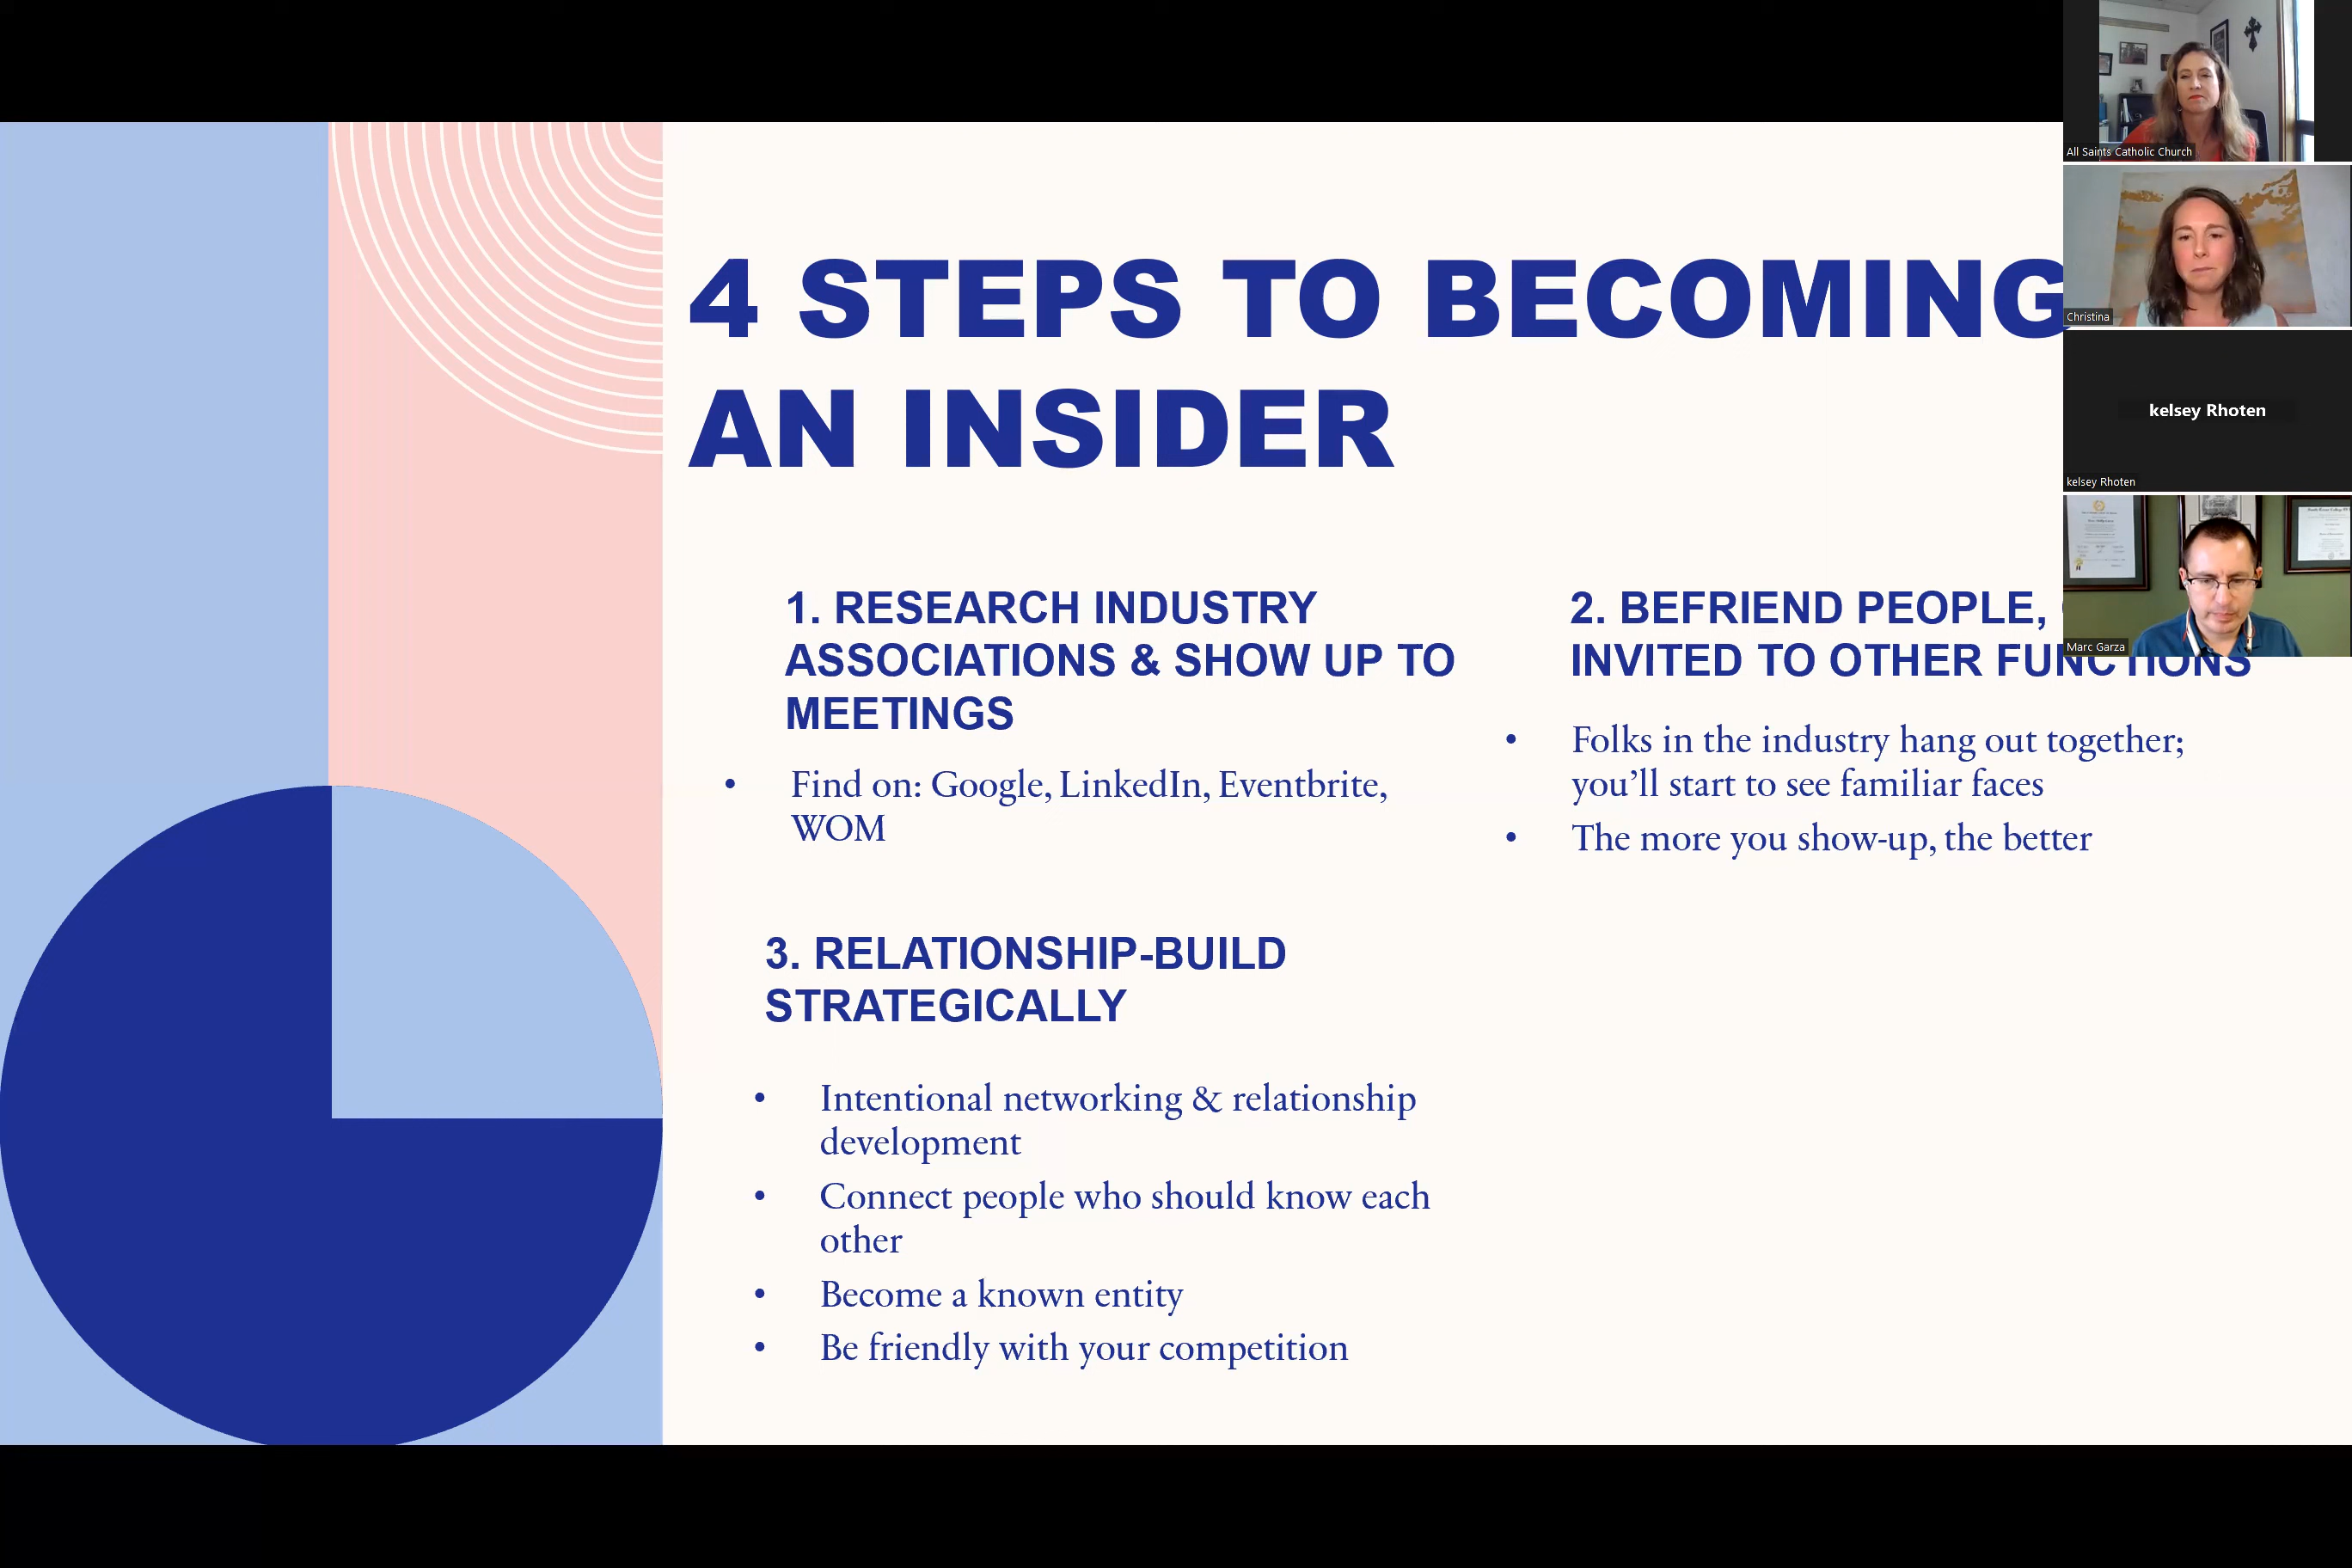 4 STEPS TO BECOMING
AN INSIDER
1. RESEARCH INDUSTRY
ASSOCIATIONS & SHOW UP TO
MEETINGS
• Find on: Google, LinkedIn, Eventbrite,
WOM
2. BEFRIEND PEOPLE,
INVITED TO OTHER FUNCTIONS
• Folks in the industry hang out together;
you’ll start to see familiar faces
• The more you show-up, the better
3. RELATIONSHIP-BUILD
STRATEGICALLY
• Intentional networking & relationship
development
• Connect people who should know each
other
• Become a known entity
• Be friendly with your competition
All Saints Catholic Church
Christina
kelsey Rhoten
kelsey Rhoten
Marc Garza